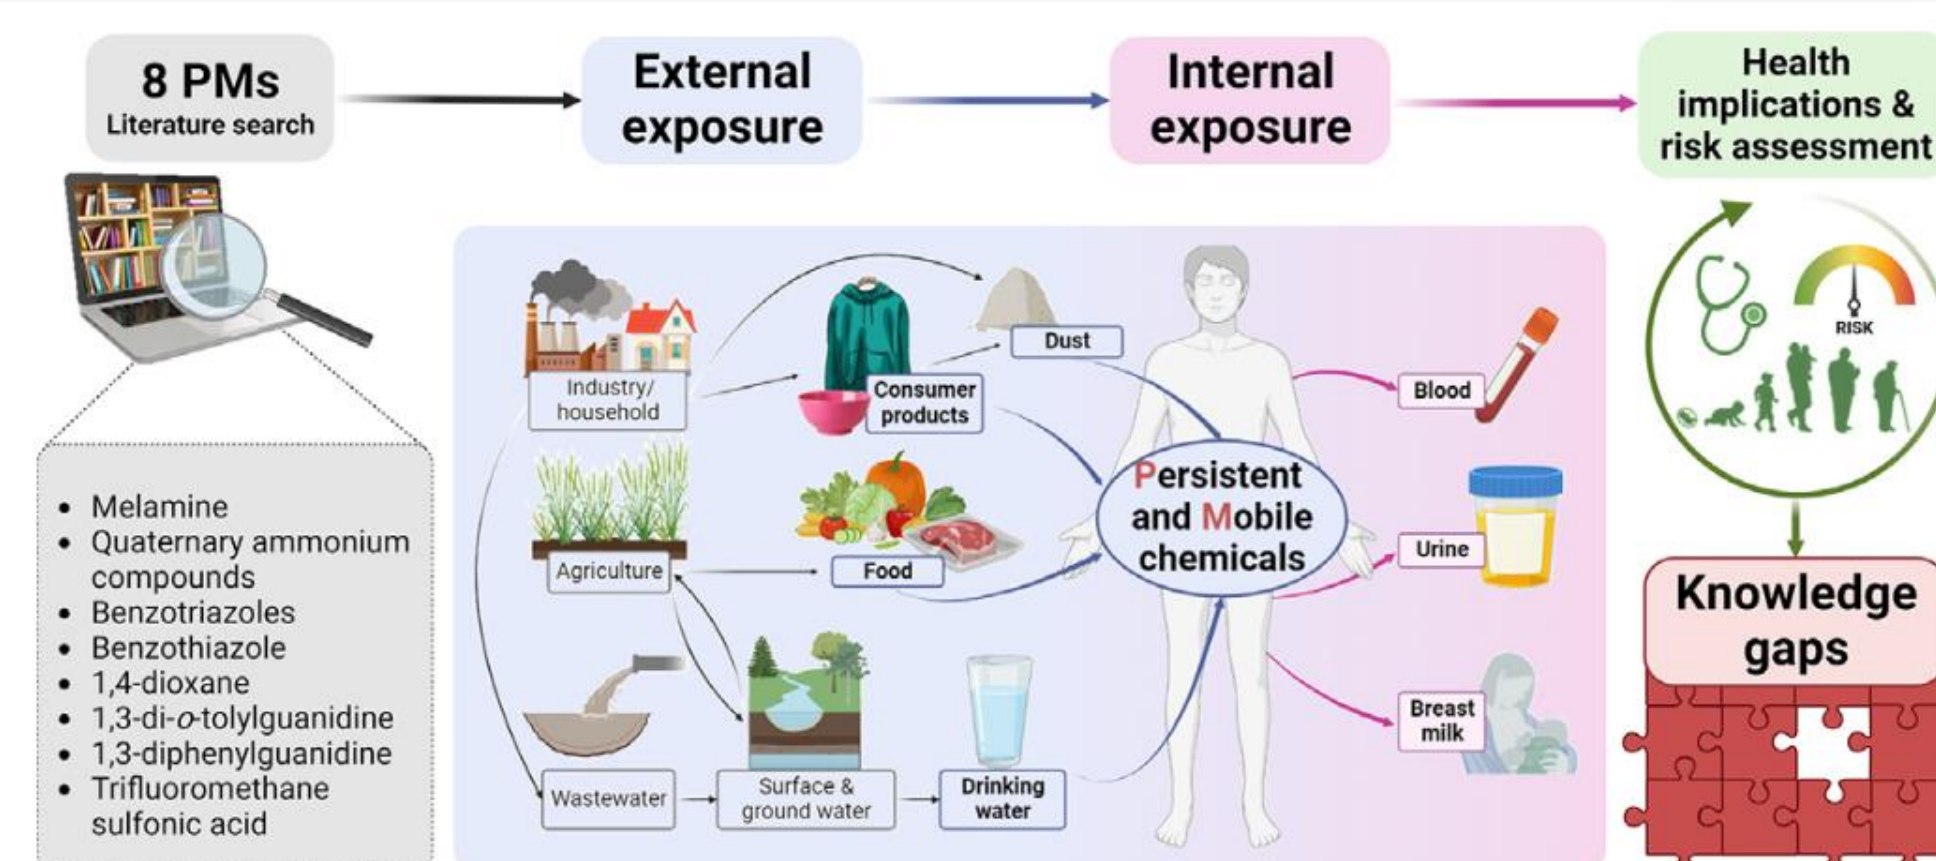 8 PMs
Literature search
External
exposure
Internal
exposure
Health
implications &
risk assessment
• Melamine
• Quaternary ammonium
compounds
• Benzotriazoles
• Benzothiazole
• 1,4-dioxane
• 1,3-di-o-tolylguanidine
• 1,3-diphenylguanidine
• Trifluoromethane
sulfonic acid
Industry/
household
Consumer
products
Dust
Agriculture
Food
Wastewater
Surface &
ground water
Drinking
water
Persistent
and Mobile
chemicals
Blood
Urine
Breast
milk
RISK
Knowledge
gaps